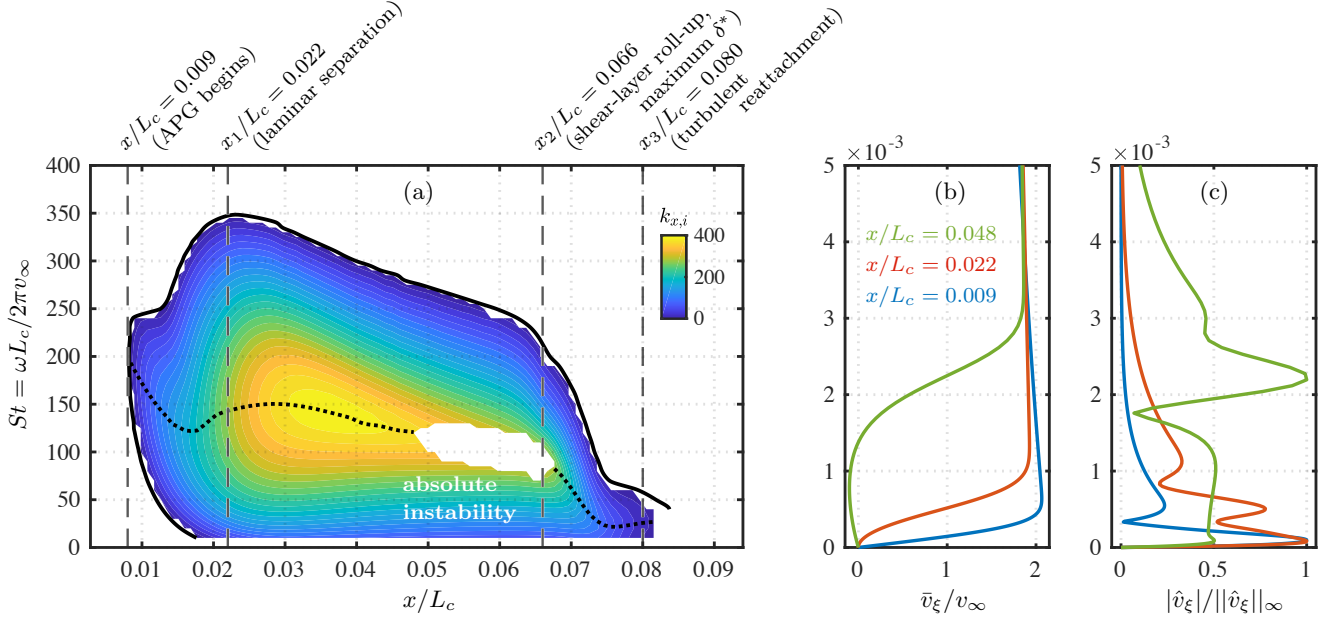 x/L_c = 0.009
(APG begins)
x_1/L_c = 0.022
(laminar separation)
x_2/L_c = 0.066
(shear-layer roll-up,
maximum δ*)
x_3/L_c = 0.080
(turbulent
reattachment)
(a)
k_{x,i}
400
200
0
absolute
instability
400
350
300
250
200
150
100
50
0
St = ωL_c/2πv_∞
0.01 0.02 0.03 0.04 0.05 0.06 0.07 0.08 0.09
x/L_c
×10⁻³
(b)
x/L_c = 0.048
x/L_c = 0.022
x/L_c = 0.009
5
4
3
2
1
0
0 1 2
v̄_ξ/v_∞
×10⁻³
(c)
5
4
3
2
1
0
0 0.5 1
|v̂_ξ|/||v̂_ξ||_∞